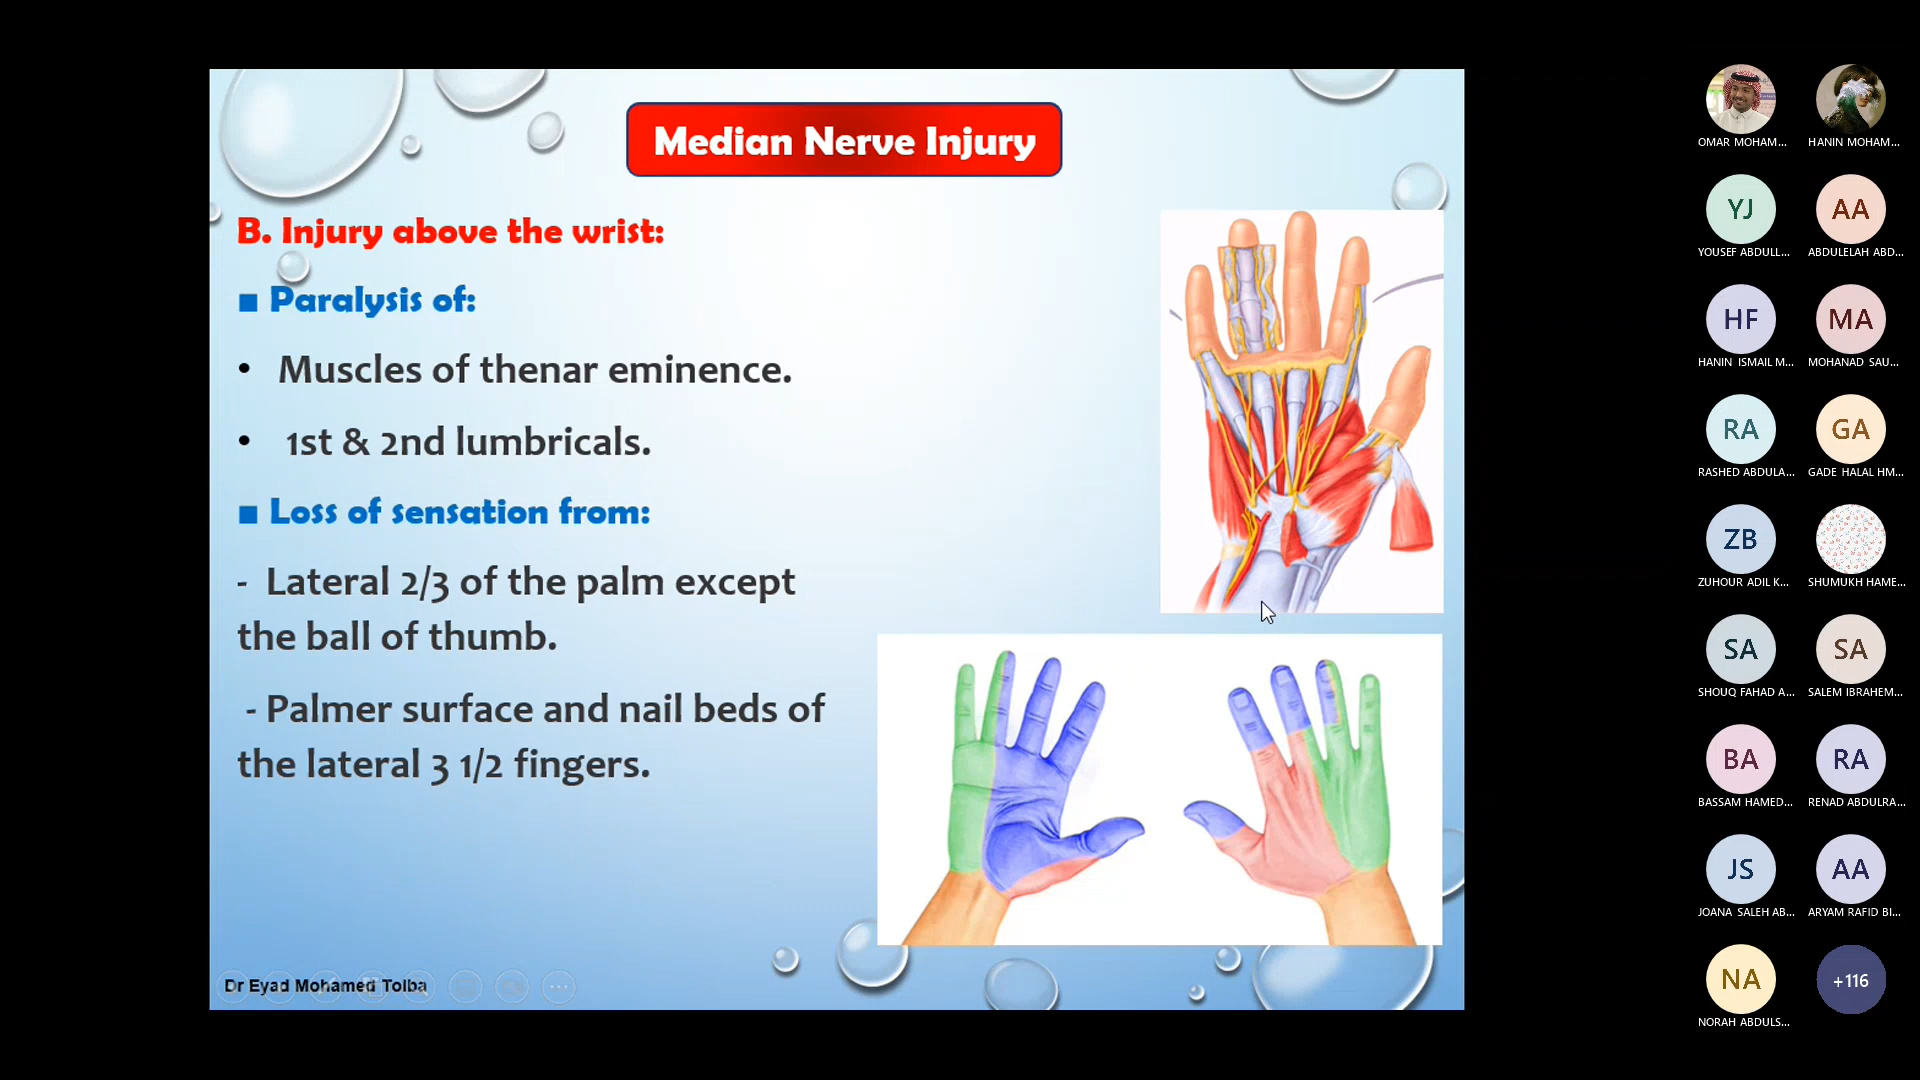 Median Nerve Injury
B. Injury above the wrist:
■ Paralysis of:
• Muscles of thenar eminence.
• 1st & 2nd lumbricals.
■ Loss of sensation from:
- Lateral 2/3 of the palm except
the ball of thumb.
- Palmer surface and nail beds of
the lateral 3 1/2 fingers.
Dr Eyad Mohamed Tolba
OMAR MOHAM... HANIN MOHAM...
YJ AA
YOUSEF ABDULL... ABDULELAH ABD...
HF MA
HANIN ISMAIL M... MOHANAD SAU...
RA GA
RASHED ABDULA... GADE HALAL HM...
ZB
ZUHOUR ADIL K... SHUMUKH HAME...
SA SA
SHOUQ FAHAD A... SALEM IBRAHEM...
BA RA
BASSAM HAMED... RENAD ABDULRA...
JS AA
JOANA SALEH AB... ARYAM RAFID BI...
NA +116
NORAH ABDULS...